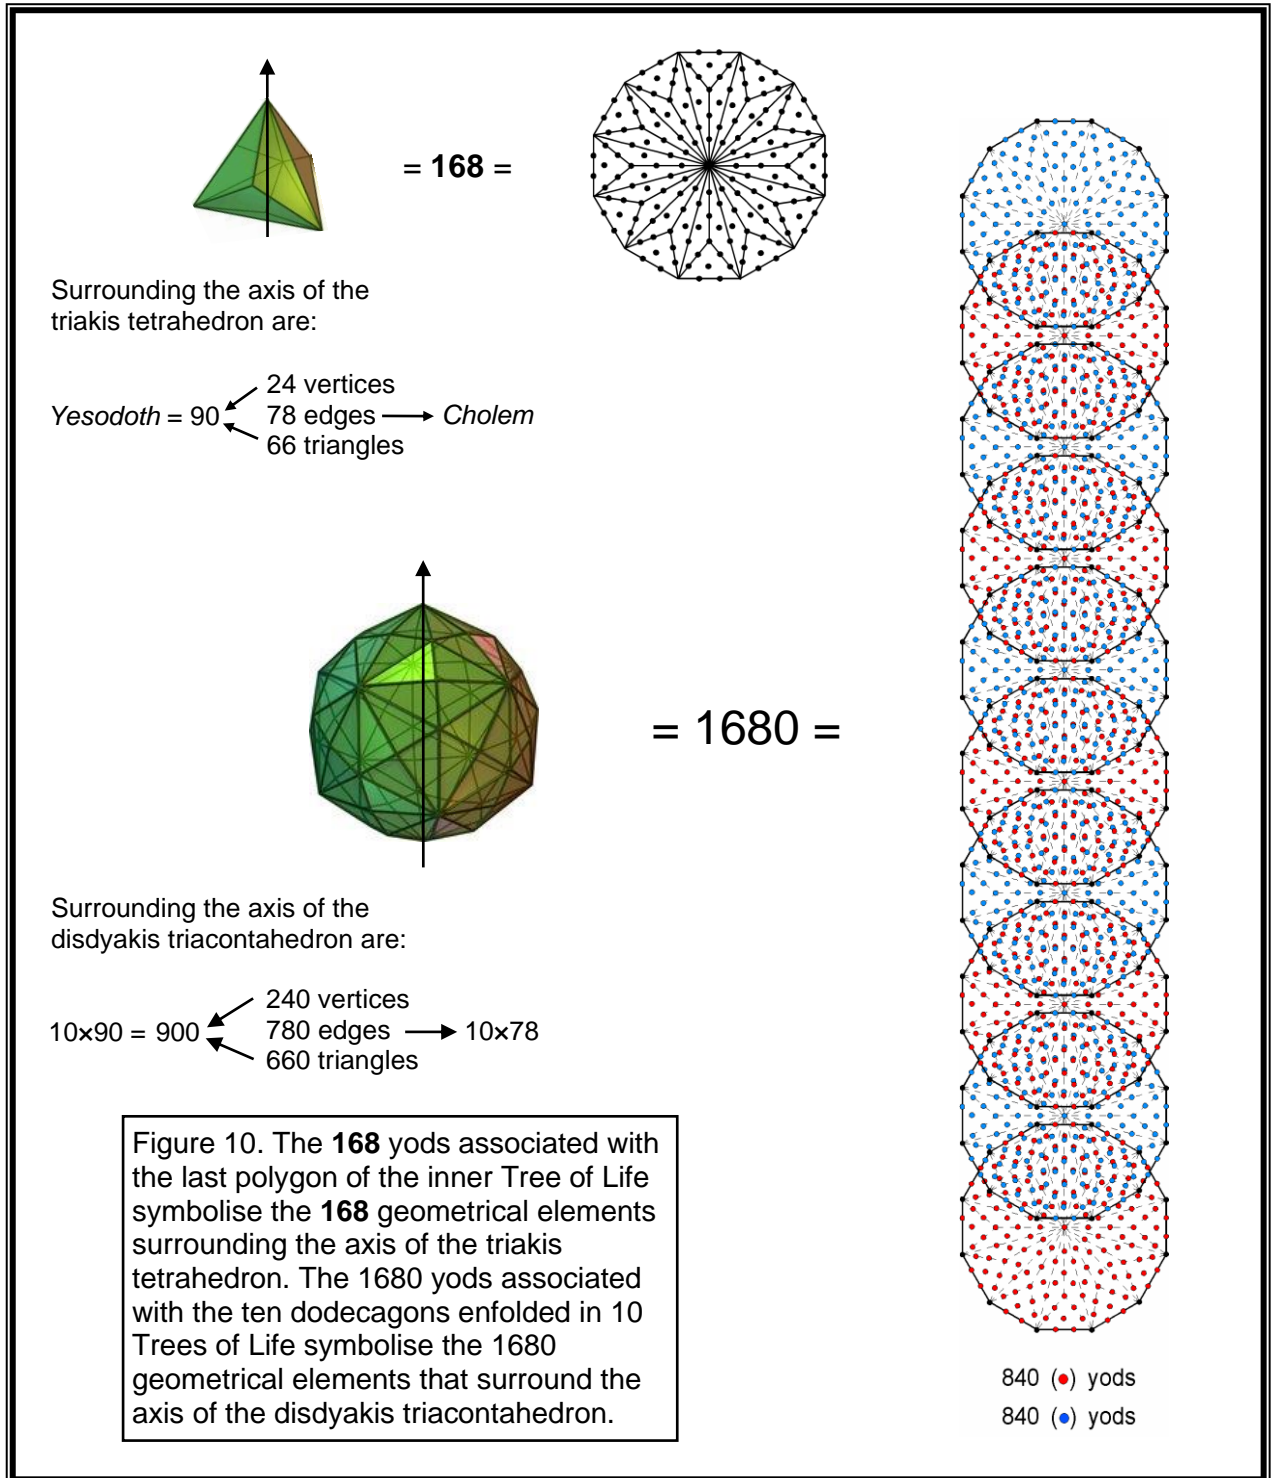 = 168 =
Surrounding the axis of the
triakis tetrahedron are:
24 vertices
Yesodoth = 90 78 edges Cholem
66 triangles
= 1680 =
Surrounding the axis of the
disdyakis triacontahedron are:
240 vertices
10×90 = 900 780 edges 10×78
660 triangles
Figure 10. The 168 yods associated with
the last polygon of the inner Tree of Life
symbolise the 168 geometrical elements
surrounding the axis of the triakis
tetrahedron. The 1680 yods associated
with the ten dodecagons enfolded in 10
Trees of Life symbolise the 1680
geometrical elements that surround the
axis of the disdyakis triacontahedron.
840 (●) yods
840 (●) yods